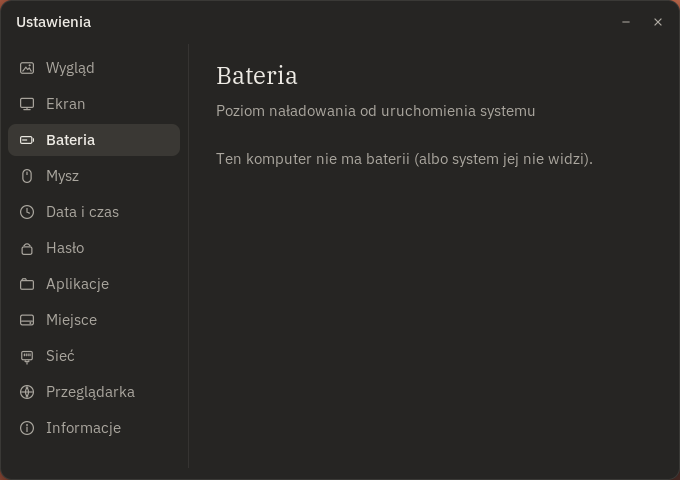 Ustawienia
Wygląd
Ekran
Bateria
Mysz
Data i czas
Hasło
Aplikacje
Miejsce
Sieć
Przeglądarka
Informacje
Bateria
Poziom naładowania od uruchomienia systemu
Ten komputer nie ma baterii (albo system jej nie widzi).